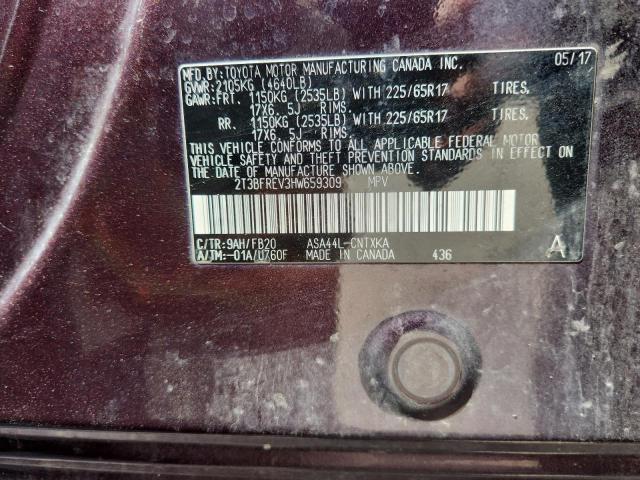 MFD. BY: TOYOTA MOTOR MANUFACTURING CANADA INC. 05/17
GVWR: 2105KG (4640LB)
GAWR: FRT. 1150KG (2535LB) WITH 225/65R17 TIRES.
17X6. 5J RIMS.
RR. 1150KG (2535LB) WITH 225/65R17 TIRES.
17X6. 5J RIMS.
THIS VEHICLE CONFORMS TO ALL APPLICABLE FEDERAL MOTOR
VEHICLE SAFETY AND BUMPER STANDARDS IN EFFECT ON
THE DATE OF MANUFACTURE SHOWN ABOVE.
2T3BFREV3HW659309 MPV
C/TR: 9AH/FB20 ASA44L-CNTXKA A
A/TM: -01A/U760F MADE IN CANADA 436